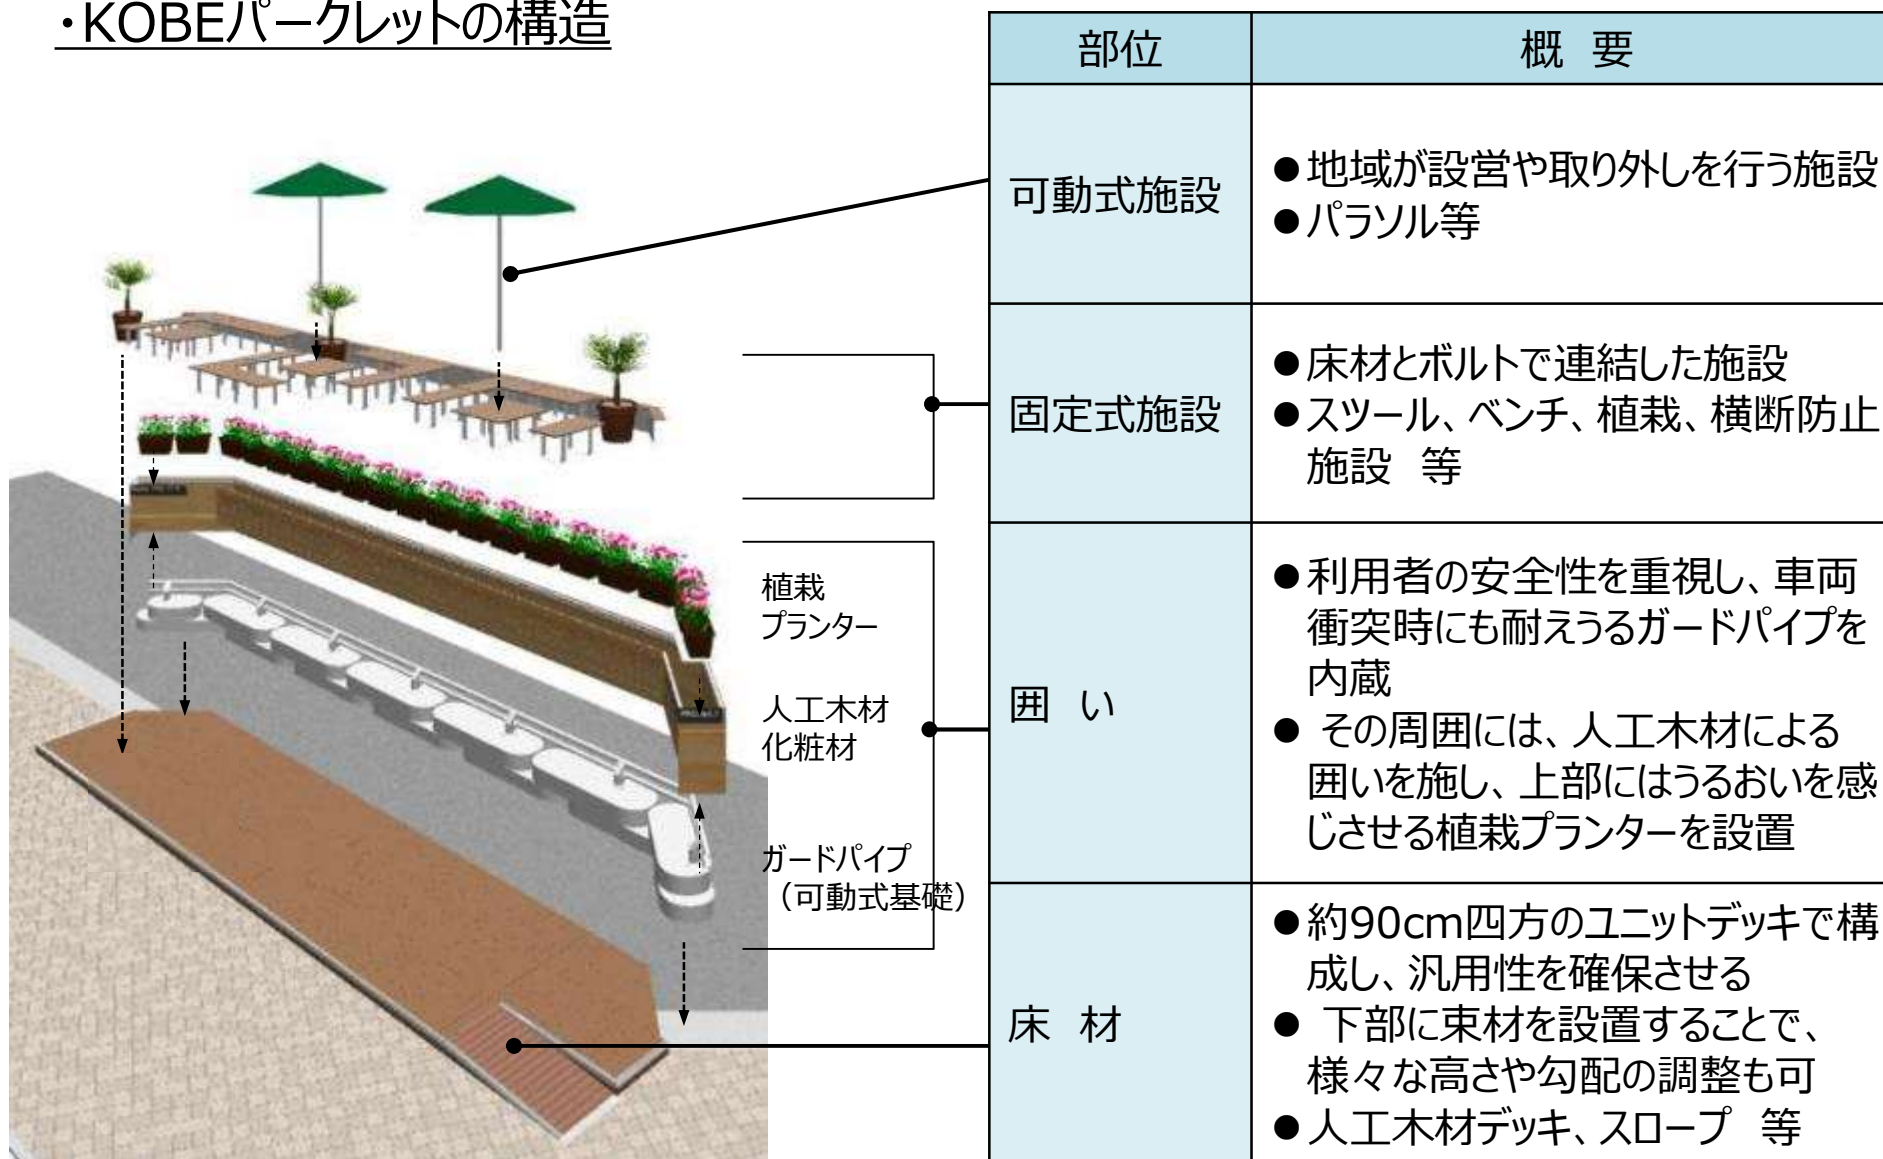 ・KOBEパークレットの構造
部位
概 要
可動式施設
●地域が設営や取り外しを行う施設
●パラソル等
固定式施設
●床材とボルトで連結した施設
●スツール、ベンチ、植栽、横断防止
施設 等
植栽
プランター
人工木材
化粧材
ガードパイプ
（可動式基礎）
囲 い
●利用者の安全性を重視し、車両
衝突時にも耐えうるガードパイプを
内蔵
● その周囲には、人工木材による
囲いを施し、上部にはうるおいを感
じさせる植栽プランターを設置
床 材
●約90cm四方のユニットデッキで構
成し、汎用性を確保させる
● 下部に束材を設置することで、
様々な高さや勾配の調整も可
●人工木材デッキ、スロープ 等